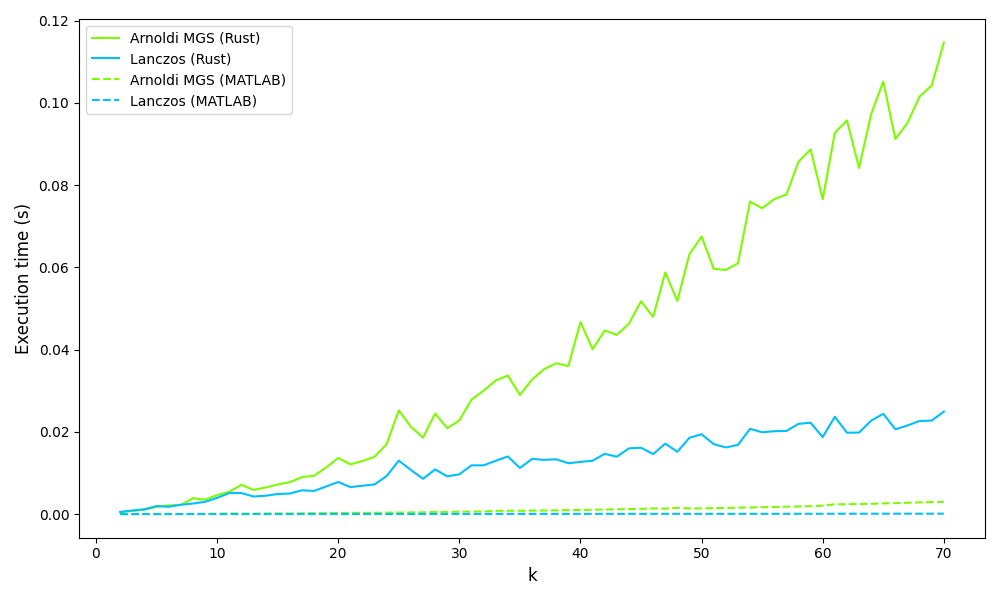 Arnoldi MGS (Rust)
Lanczos (Rust)
Arnoldi MGS (MATLAB)
Lanczos (MATLAB)
Execution time (s)
0.12
0.10
0.08
0.06
0.04
0.02
0.00
0 10 20 30 40 50 60 70
k